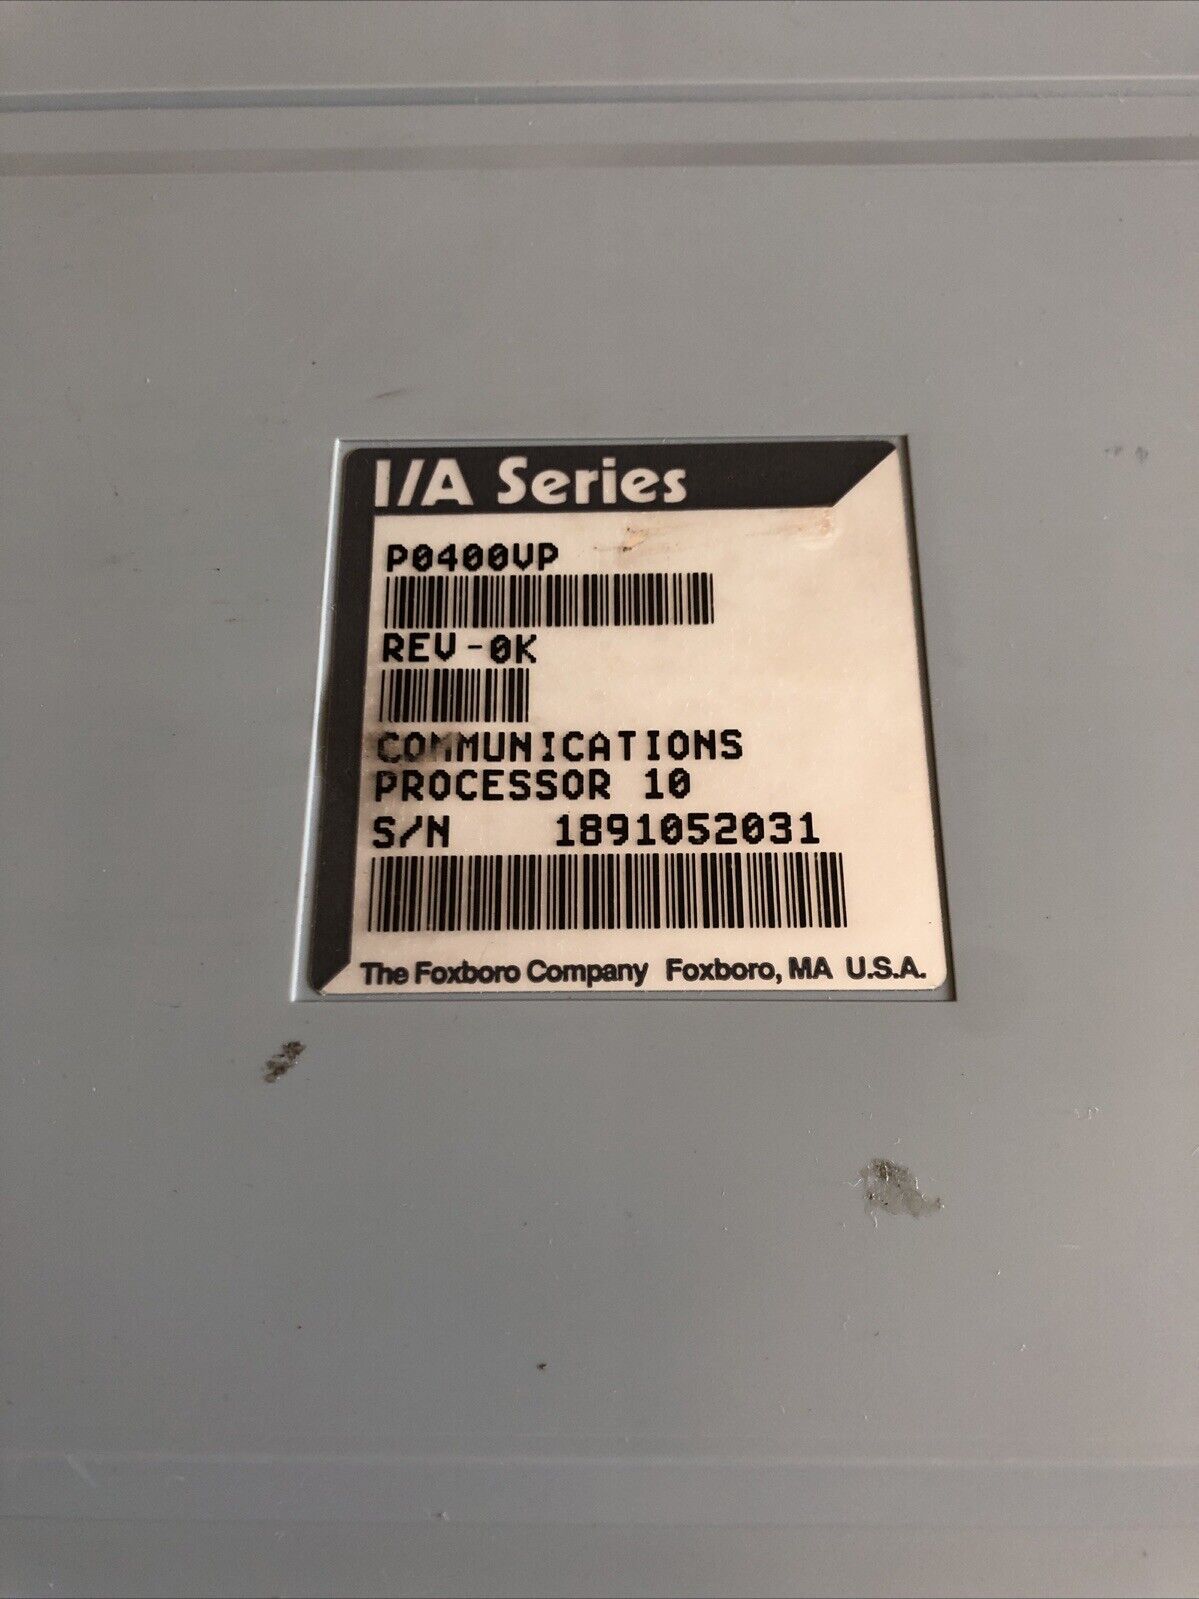 I/A Series
P0400VP
REV-0K
COMMUNICATIONS
PROCESSOR 10
S/N 1891052031
The Foxboro Company Foxboro, MA U.S.A.